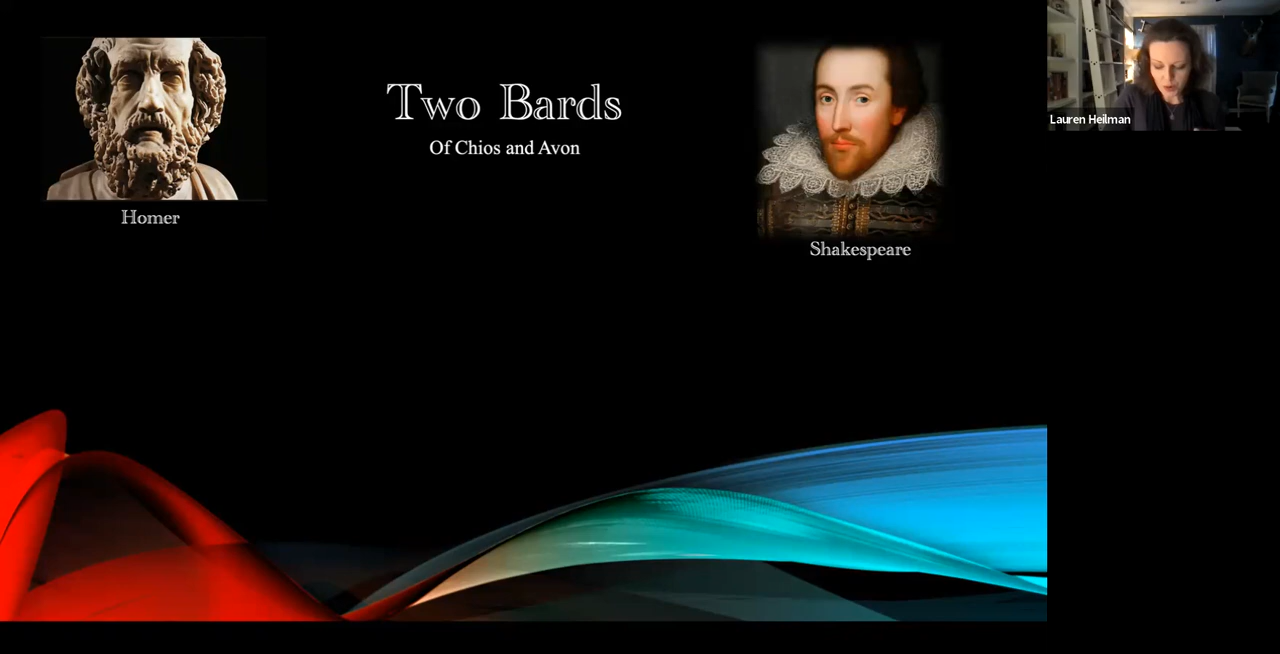 Two Bards
Of Chios and Avon
Homer
Shakespeare
Lauren Heilman